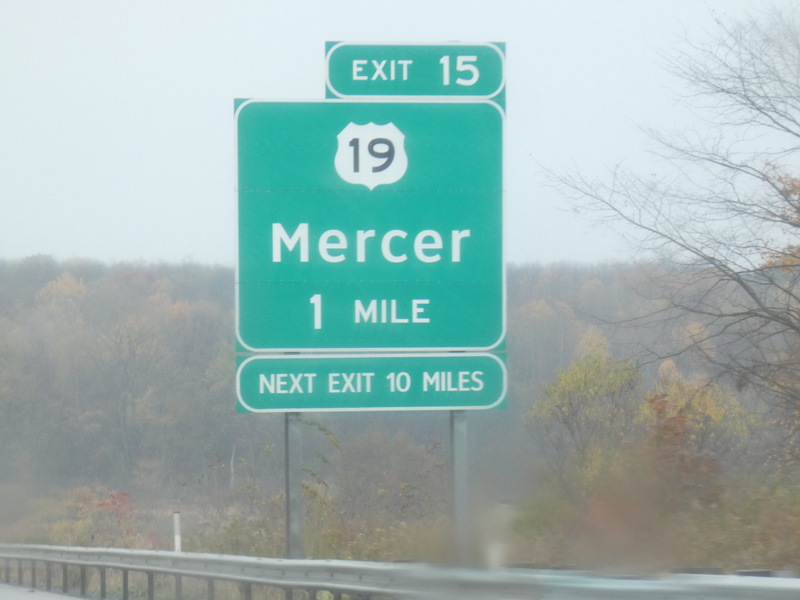 EXIT 15
19
Mercer
1 MILE
NEXT EXIT 10 MILES